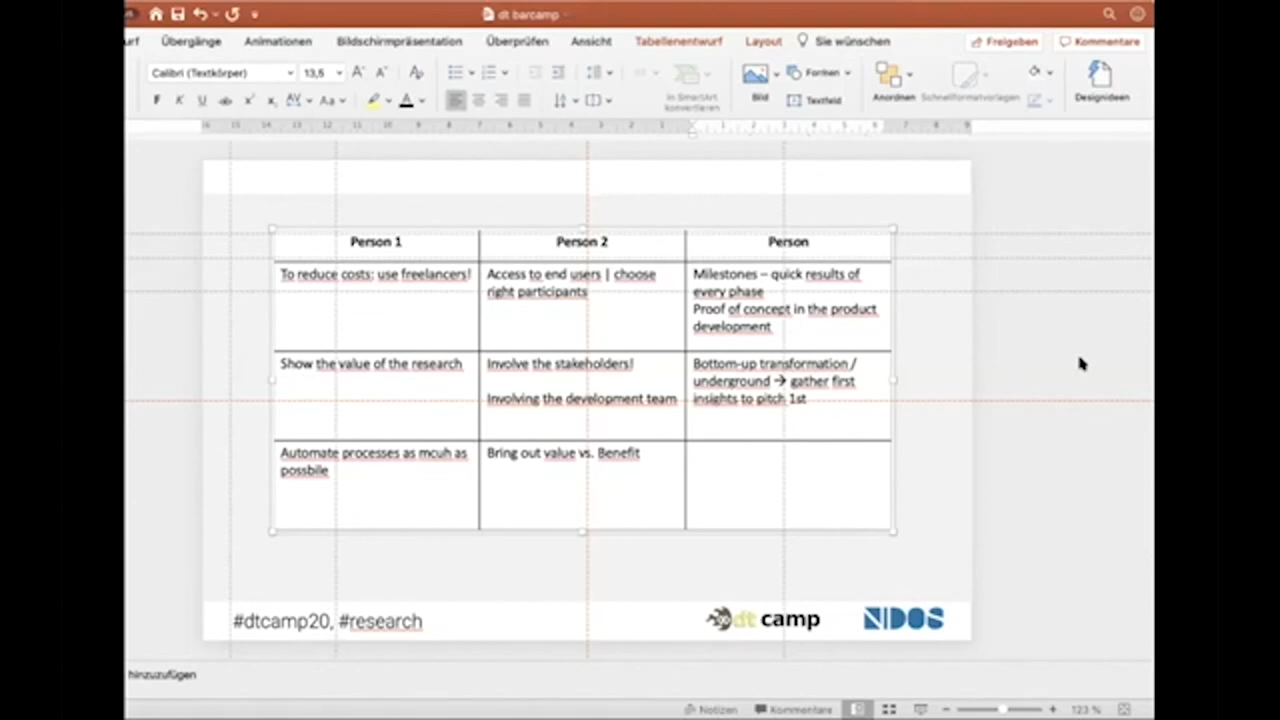 dt barcamp
urf Übergänge Animationen Bildschirmpräsentation Überprüfen Ansicht Tabellenentwurf Layout Sie wünschen Freigeben Kommentare
Calibri (Textkörper) 13,5
in SmartArt
konvertieren
Bild
Formen
Textfeld
Anordnen
Schnellformatvorlagen
Designideen
Person 1 Person 2 Person
To reduce costs: use freelancers!
Access to end users | choose
right participants
Milestones – quick results of
every phase
Proof of concept in the product
development
Show the value of the research
Involve the stakeholders!
Involving the development team
Bottom-up transformation /
underground → gather first
insights to pitch 1st
Automate processes as mcuh as
possbile
Bring out value vs. Benefit
#dtcamp20, #research
dt camp
NDOS
hinzuzufügen
Notizen Kommentare 123 %